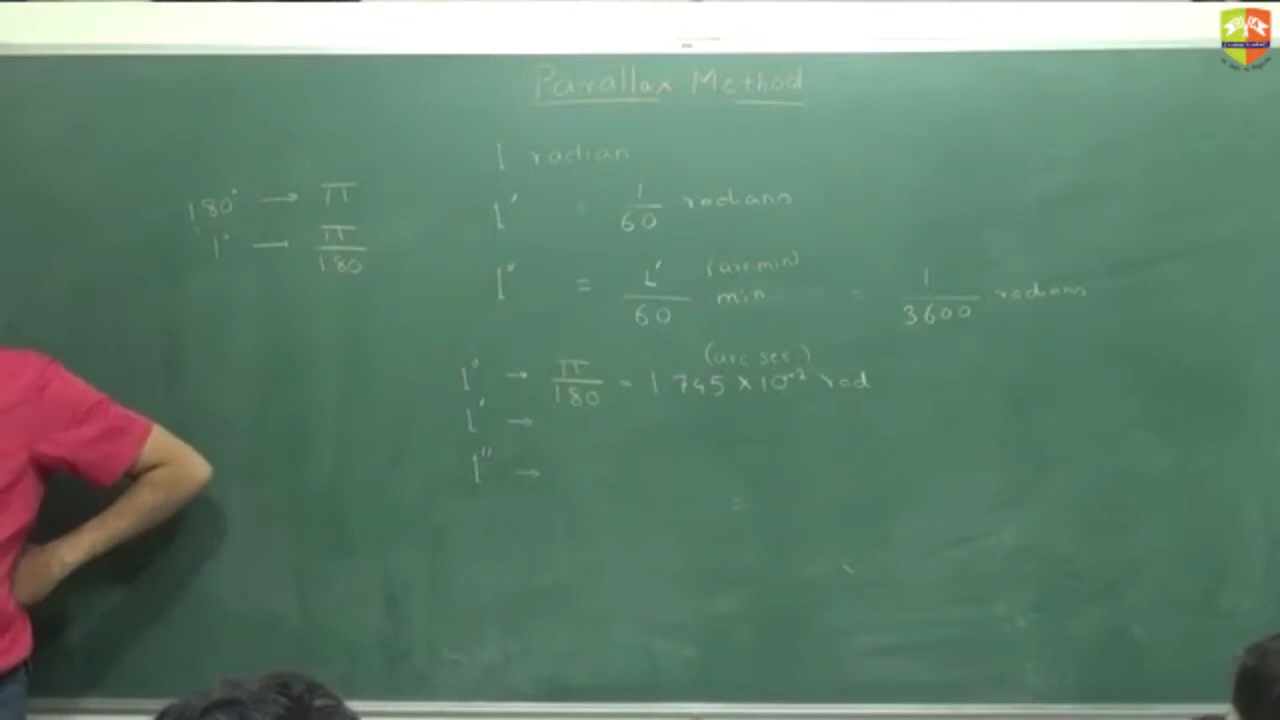 Parallax Method
1 radian
180° → π
1' = 1/60 radians
1° — π/180
(arc min)
1" = 1'/60 min = 1/3600 radians
(arc sec)
1° → π/180 = 1.745 × 10⁻² rad
1' →
1" →
=